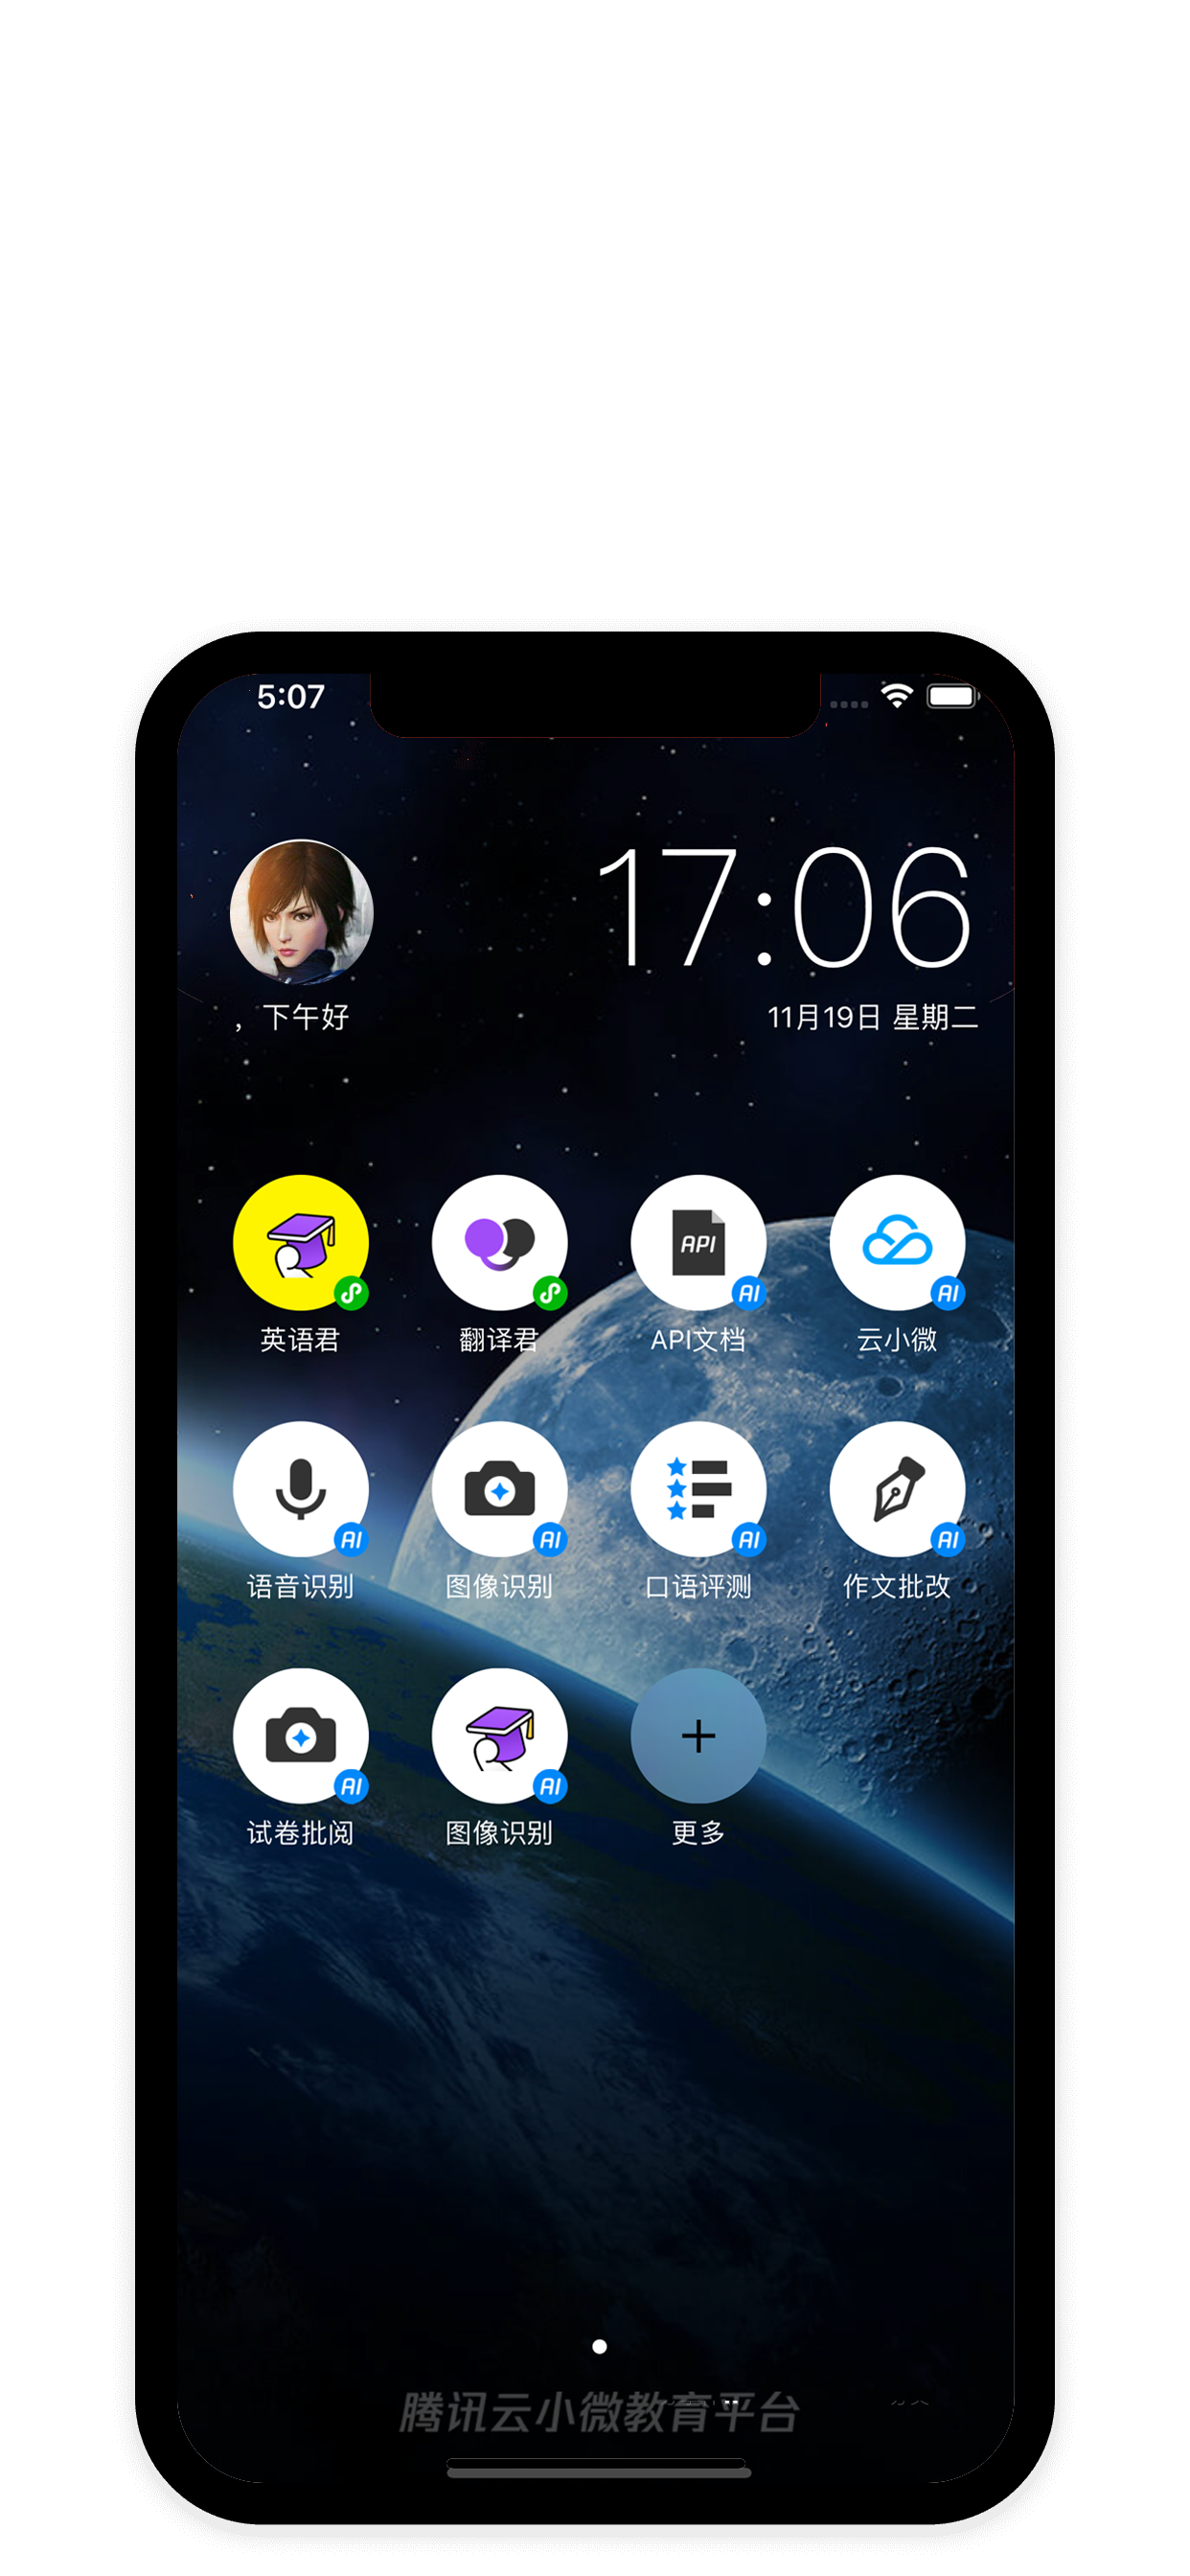 5:07
17:06
，下午好
11月19日 星期二
API
AI
AI
英语君
翻译君
API文档
云小微
AI
AI
AI
AI
语音识别
图像识别
口语评测
作文批改
AI
AI
试卷批阅
图像识别
更多
腾讯云小微教育平台